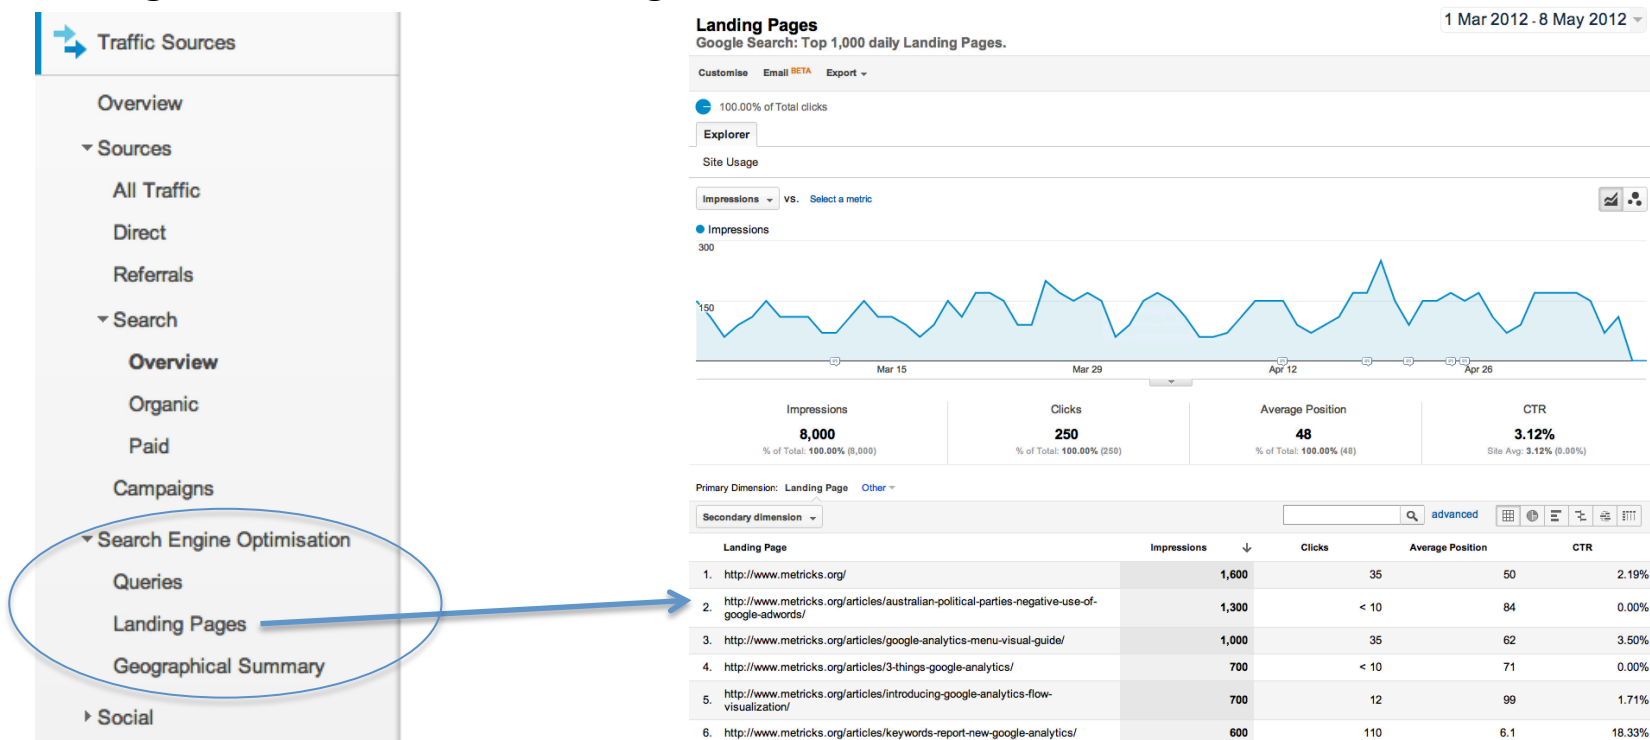 Traffic Sources
Overview
Sources
All Traffic
Direct
Referrals
Search
Overview
Organic
Paid
Campaigns
Search Engine Optimisation
Queries
Landing Pages
Geographical Summary
Social
Landing Pages
1 Mar 2012 - 8 May 2012
Google Search: Top 1,000 daily Landing Pages.
Customise Email BETA Export
100.00% of Total clicks
Explorer
Site Usage
Impressions VS. Select a metric
Impressions
300
150
Mar 15 Mar 29 Apr 12 Apr 26
Impressions Clicks Average Position CTR
8,000 250 48 3.12%
% of Total: 100.00% (8,000) % of Total: 100.00% (250) % of Total: 100.00% (48) Site Avg: 3.12% (0.00%)
Primary Dimension: Landing Page Other
Secondary dimension advanced
Landing Page Impressions Clicks Average Position CTR
1. http://www.metricks.org/ 1,600 35 50 2.19%
2. http://www.metricks.org/articles/australian-political-parties-negative-use-of-
google-adwords/ 1,300 < 10 84 0.00%
3. http://www.metricks.org/articles/google-analytics-menu-visual-guide/ 1,000 35 62 3.50%
4. http://www.metricks.org/articles/3-things-google-analytics/ 700 < 10 71 0.00%
5. http://www.metricks.org/articles/introducing-google-analytics-flow-
visualization/ 700 12 99 1.71%
6. http://www.metricks.org/articles/keywords-report-new-google-analytics/ 600 110 6.1 18.33%